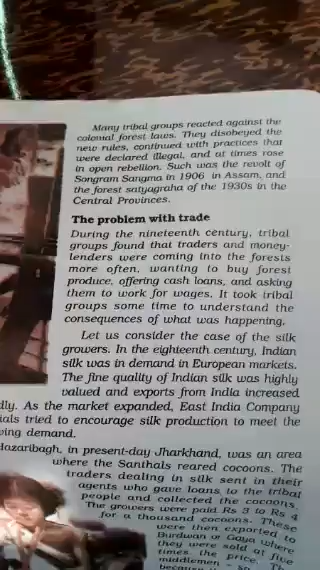 Many tribal groups reacted against the
colonial forest laws. They disobeyed the
new rules, continued with practices that
were declared illegal, and at times rose
in open rebellion. Such was the revolt of
Songram Sangma in 1906 in Assam, and
the forest satyagraha of the 1930s in the
Central Provinces.
The problem with trade
During the nineteenth century, tribal
groups found that traders and money-
lenders were coming into the forests
more often, wanting to buy forest
produce, offering cash loans, and asking
them to work for wages. It took tribal
groups some time to understand the
consequences of what was happening.
Let us consider the case of the silk
growers. In the eighteenth century, Indian
silk was in demand in European markets.
The fine quality of Indian silk was highly
valued and exports from India increased
dly. As the market expanded, East India Company
ials tried to encourage silk production to meet the
ving demand.
Hazaribagh, in present-day Jharkhand, was an area
where the Santhals reared cocoons. The
traders dealing in silk sent in their
agents who gave loans to the tribal
people and collected the cocoons.
The growers were paid Rs 3 to Rs 4
for a thousand cocoons. These
were then exported to
Burdwan or Gaya where
they were sold at five
times the price. Th
middlemen – so